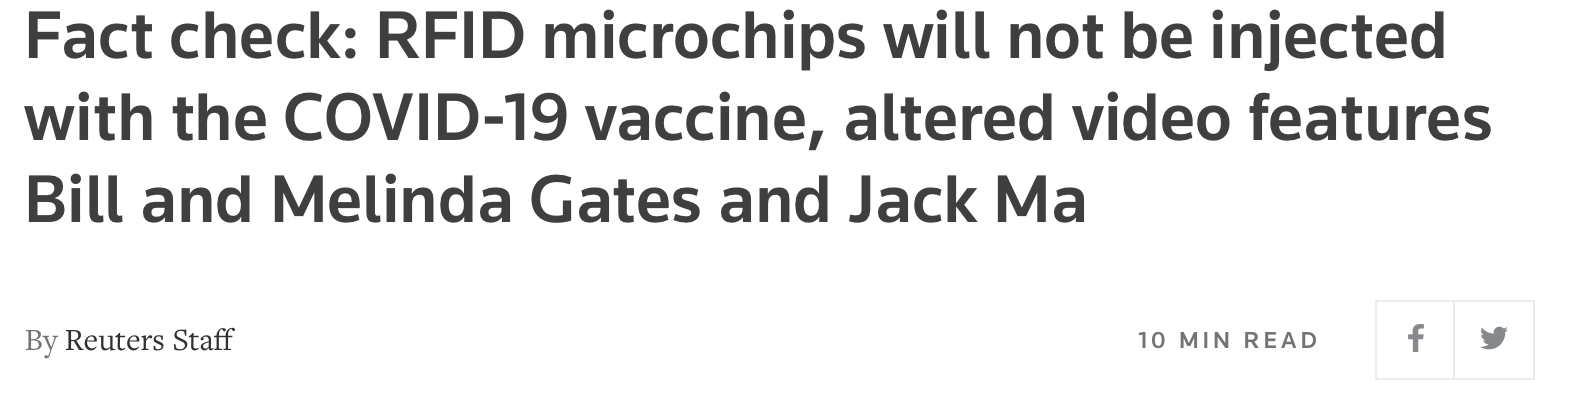 Fact check: RFID microchips will not be injected
with the COVID-19 vaccine, altered video features
Bill and Melinda Gates and Jack Ma
By Reuters Staff
10 MIN READ